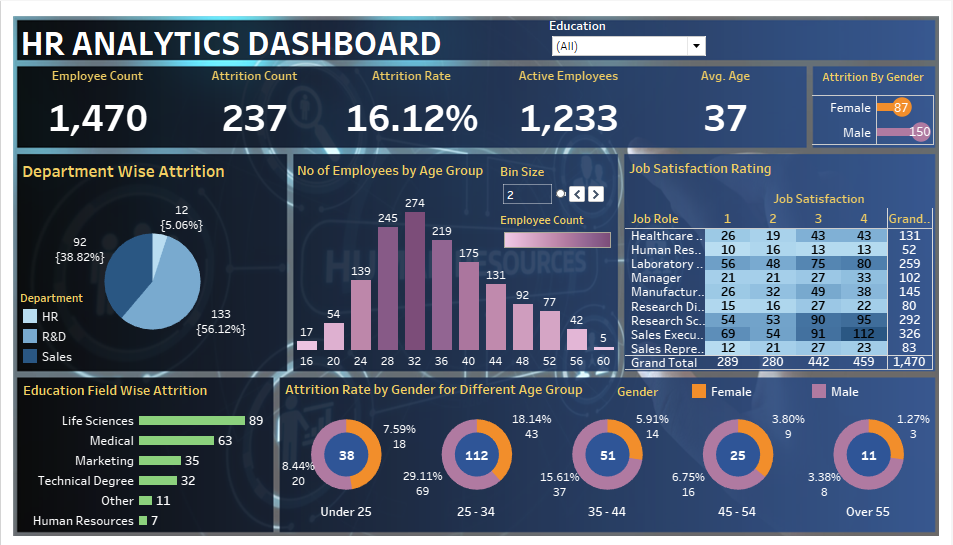 HR ANALYTICS DASHBOARD
Education
(All)
Employee Count Attrition Count Attrition Rate Active Employees Avg. Age
1,470 237 16.12% 1,233 37
Attrition By Gender
Female 87
Male 150
Department Wise Attrition
12
{5.06%}
92
{38.82%}
133
{56.12%}
Department
HR
R&D
Sales
No of Employees by Age Group
Bin Size
2
Employee Count
17 54 139 245 274 219 175 131 92 77 42 5
16 20 24 28 32 36 40 44 48 52 56 60
HUMAN RESOURCES
Job Satisfaction Rating
Job Satisfaction
Job Role 1 2 3 4 Grand..
Healthcare .. 26 19 43 43 131
Human Res.. 10 16 13 13 52
Laboratory .. 56 48 75 80 259
Manager 21 21 27 33 102
Manufactur.. 26 32 49 38 145
Research Di.. 15 16 27 22 80
Research Sc.. 54 53 90 95 292
Sales Execu.. 69 54 91 112 326
Sales Repre.. 12 21 27 23 83
Grand Total 289 280 442 459 1,470
Education Field Wise Attrition
Life Sciences 89
Medical 63
Marketing 35
Technical Degree 32
Other 11
Human Resources 7
Attrition Rate by Gender for Different Age Group
Gender Female Male
38
7.59%
18
8.44%
20
Under 25
112
18.14%
43
29.11%
69
25 - 34
51
5.91%
14
15.61%
37
35 - 44
25
3.80%
9
6.75%
16
45 - 54
11
1.27%
3
3.38%
8
Over 55